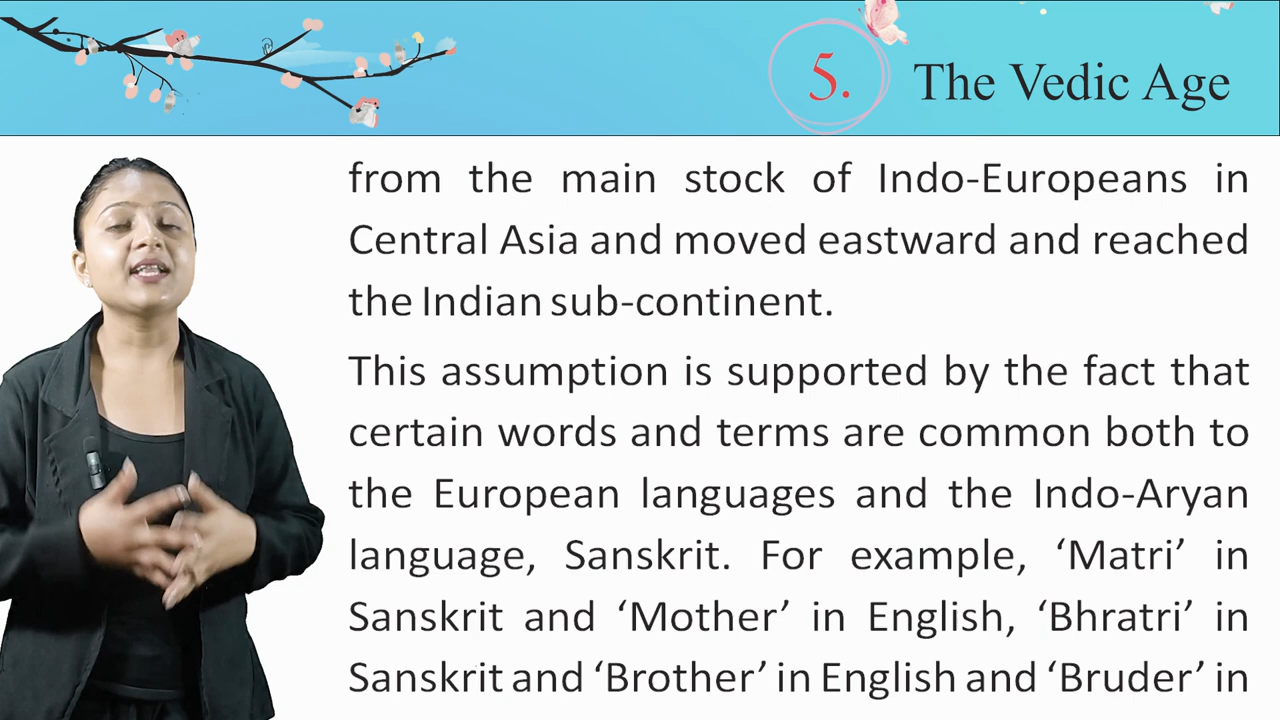 5. The Vedic Age
from the main stock of Indo-Europeans in
Central Asia and moved eastward and reached
the Indian sub-continent.
This assumption is supported by the fact that
certain words and terms are common both to
the European languages and the Indo-Aryan
language, Sanskrit. For example, ‘Matri’ in
Sanskrit and ‘Mother’ in English, ‘Bhratri’ in
Sanskrit and ‘Brother’ in English and ‘Bruder’ in